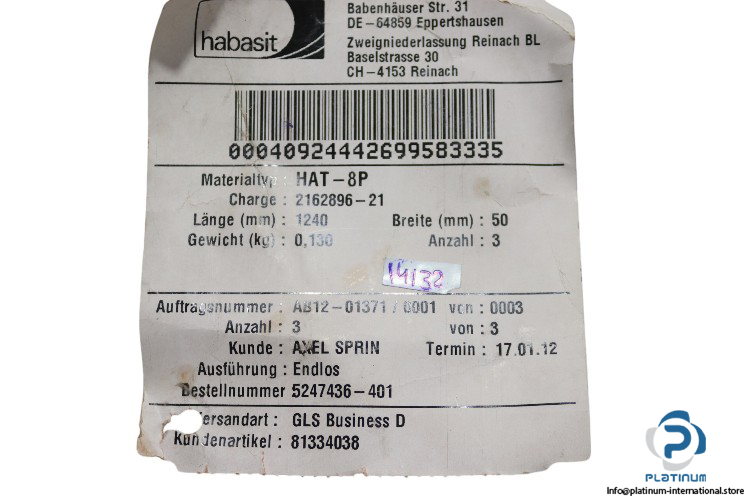 habasit
Babenhäuser Str. 31
DE-64859 Eppertshausen
Zweigniederlassung Reinach BL
Baselstrasse 30
CH-4153 Reinach
00040924442699583335
Materialtyp : HAT-8P
Charge : 2162896-21
Länge (mm) : 1240 Breite (mm) : 50
Gewicht (kg) : 0,130 Anzahl : 3
14132
Auftragsnummer : AB12-01371 / 0001 von : 0003
Anzahl : 3 von : 3
Kunde : AXEL SPRIN Termin : 17.01.12
Ausführung : Endlos
Bestellnummer 5247436-401
Versandart : GLS Business D
Kundenartikel : 81334038
PLATINUM
Info@platinum-international.store